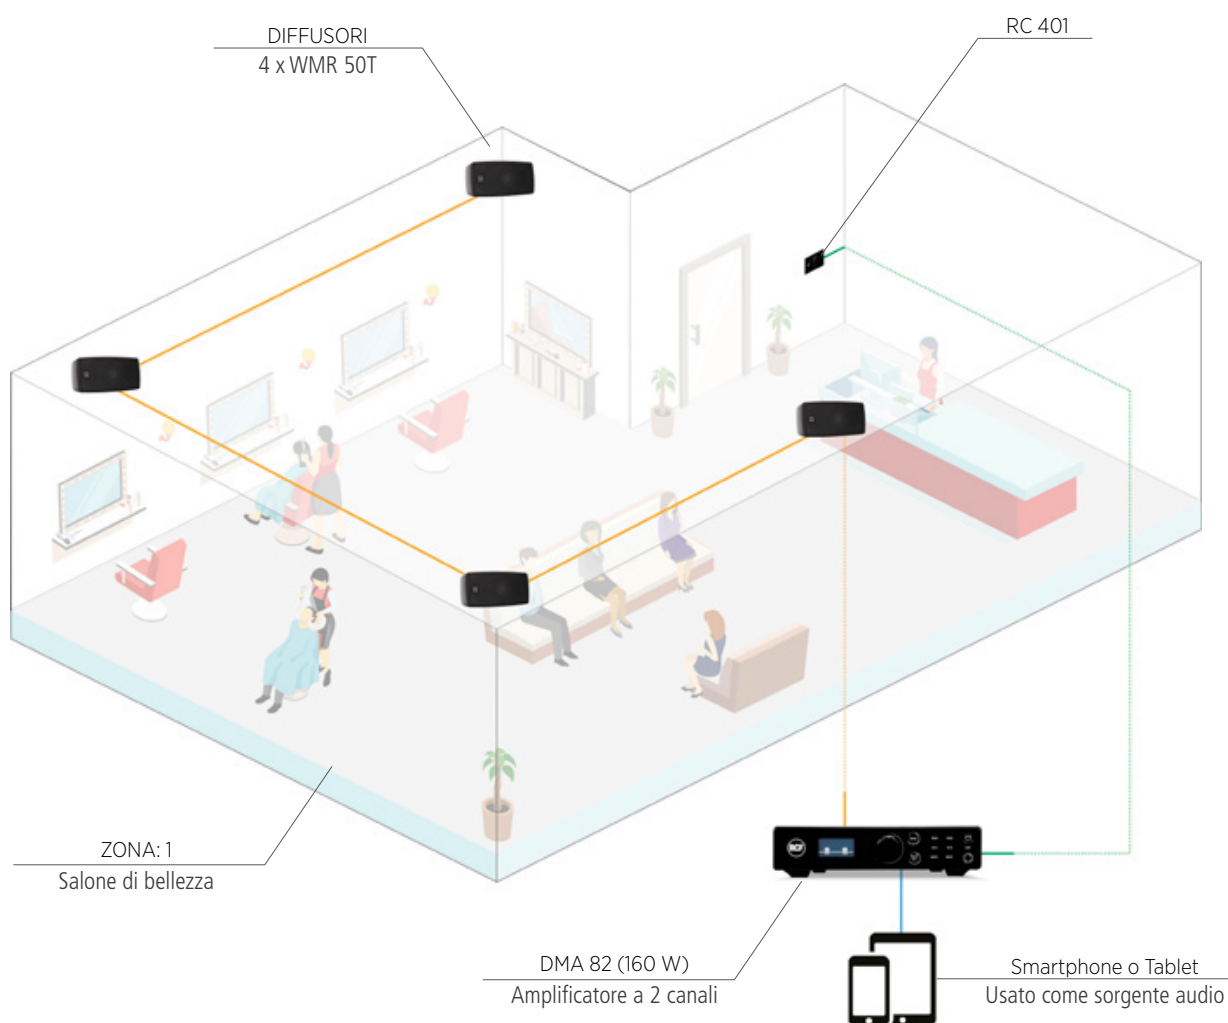 DIFFUSORI
4 x WMR 50T
RC 401
ZONA: 1
Salone di bellezza
RCF
DMA 82 (160 W)
Amplificatore a 2 canali
Smartphone o Tablet
Usato come sorgente audio